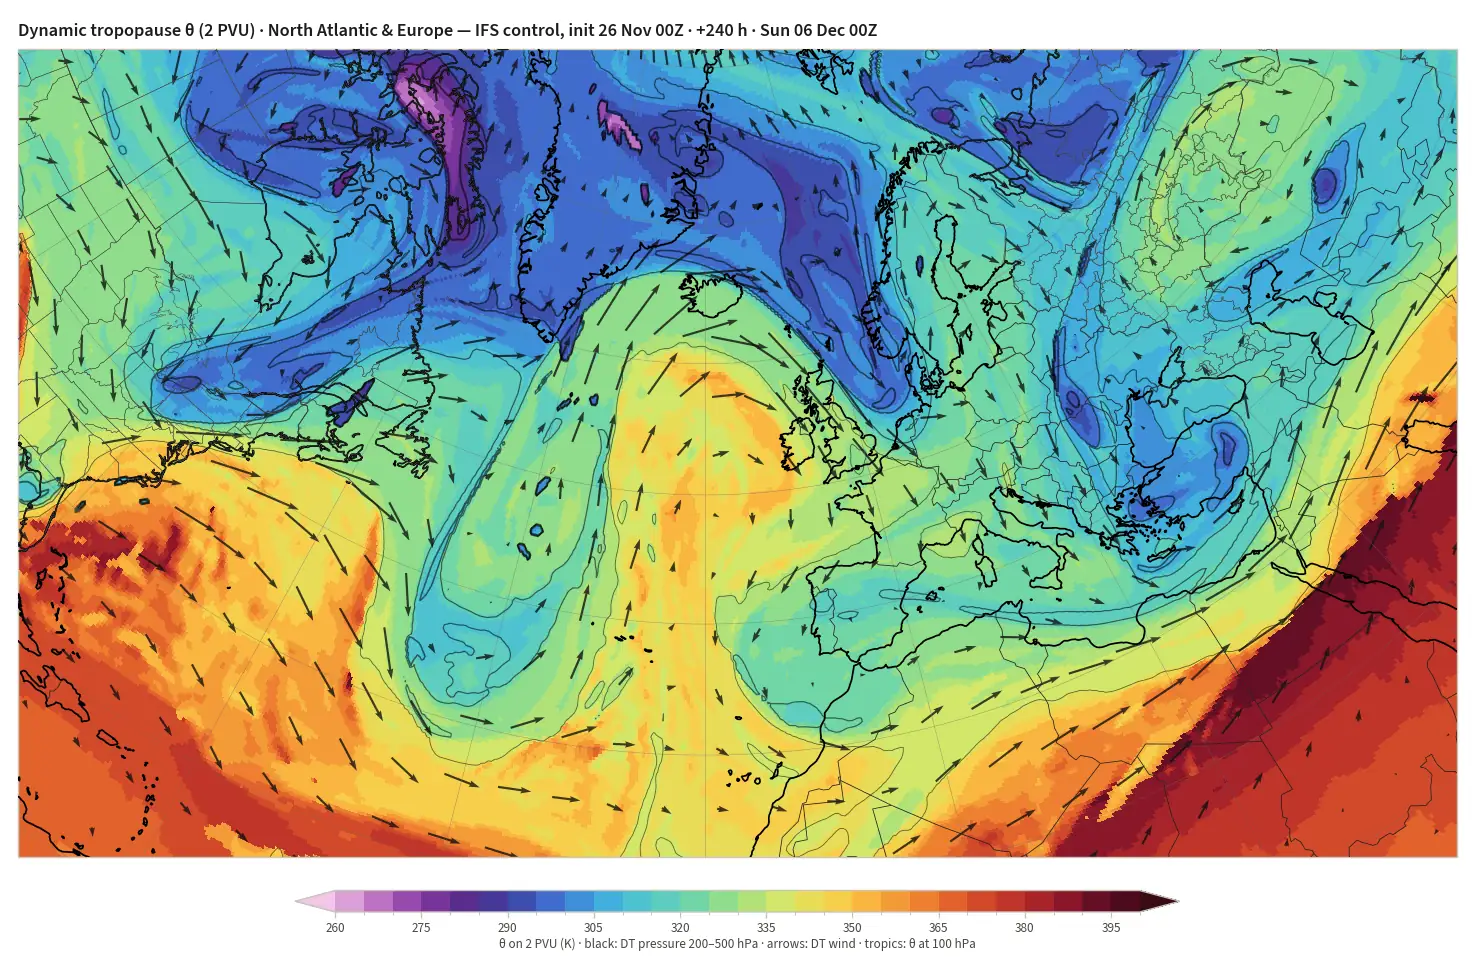 Dynamic tropopause θ (2 PVU) · North Atlantic & Europe — IFS control, init 26 Nov 00Z · +240 h · Sun 06 Dec 00Z
260 275 290 305 320 335 350 365 380 395
θ on 2 PVU (K) · black: DT pressure 200–500 hPa · arrows: DT wind · tropics: θ at 100 hPa